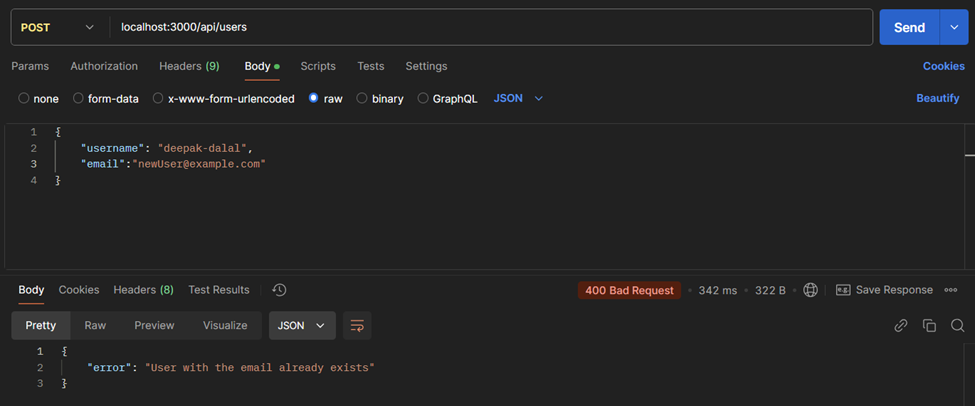 POST localhost:3000/api/users Send
Params Authorization Headers (9) Body Scripts Tests Settings Cookies
none form-data x-www-form-urlencoded raw binary GraphQL JSON Beautify
1 {
2 "username": "deepak-dalal",
3 "email":"newUser@example.com"
4 }
Body Cookies Headers (8) Test Results 400 Bad Request • 342 ms • 322 B • e.g. Save Response
Pretty Raw Preview Visualize JSON
1 {
2 "error": "User with the email already exists"
3 }